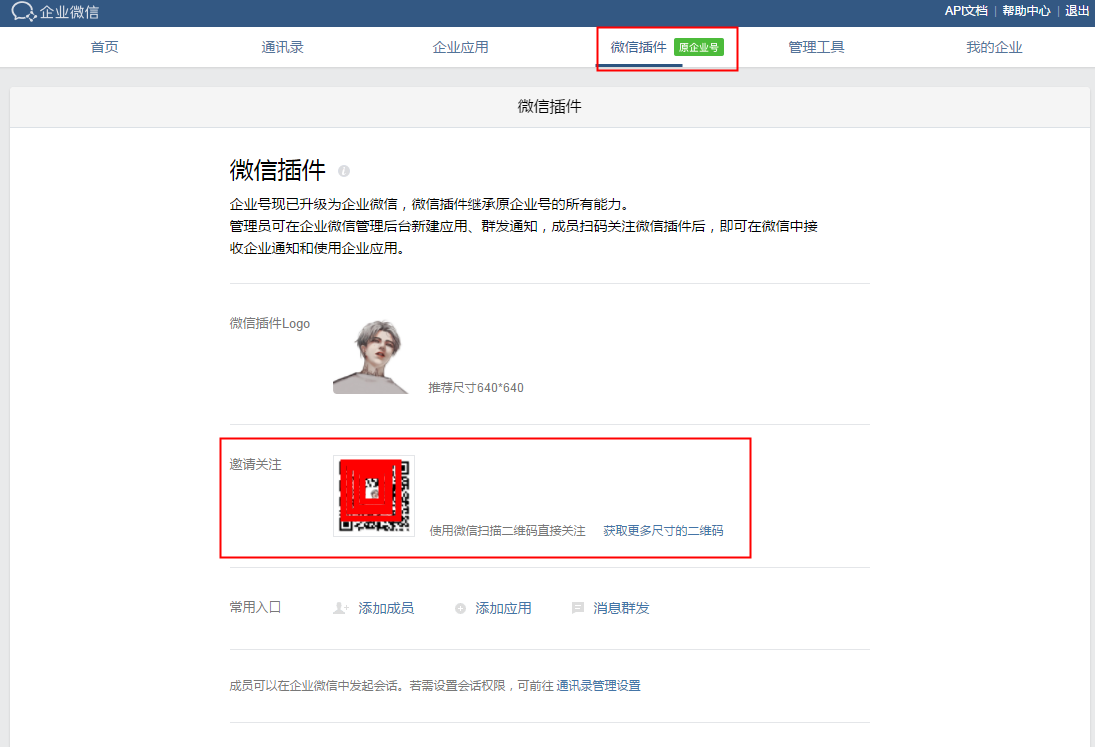 企业微信
API文档 | 帮助中心 | 退出
首页 通讯录 企业应用 微信插件 原企业号 管理工具 我的企业
微信插件
微信插件
企业号现已升级为企业微信，微信插件继承原企业号的所有能力。
管理员可在企业微信管理后台新建应用、群发通知，成员扫码关注微信插件后，即可在微信中接
收企业通知和使用企业应用。
微信插件Logo
推荐尺寸640*640
邀请关注
使用微信扫描二维码直接关注 获取更多尺寸的二维码
常用入口 添加成员 添加应用 消息群发
成员可以在企业微信中发起会话。若需设置会话权限，可前往 通讯录管理设置